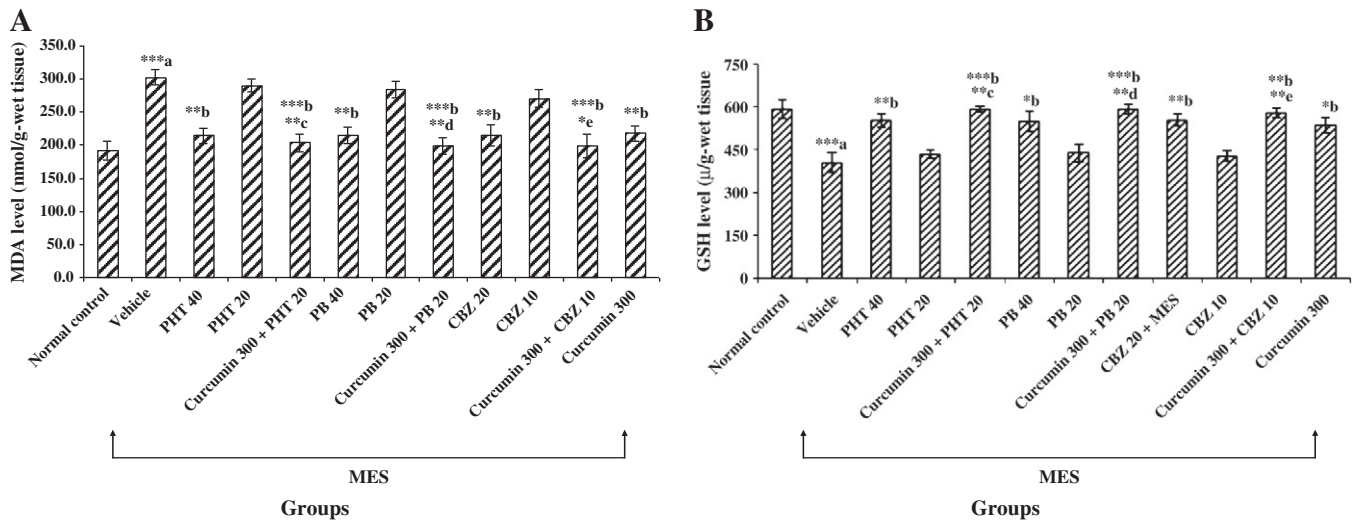 A
MDA level (nmol/g-wet tissue)
350.0
300.0
250.0
200.0
150.0
100.0
50.0
0.0
***a
**b
***b
**c
**b
***b
**d
**b
***b
*e
**b
Normal control
Vehicle
PHT 40
PHT 20
Curcumin 300 + PHT 20
PB 40
PB 20
Curcumin 300 + PB 20
CBZ 20
CBZ 10
Curcumin 300 + CBZ 10
Curcumin 300
MES
Groups
B
GSH level (μ/g-wet tissue
750
600
450
300
150
0
***a
**b
***b
**c
*b
***b
**d
**b
**b
**e
*b
Normal control
Vehicle
PHT 40
PHT 20
Curcumin 300 + PHT 20
PB 40
PB 20
Curcumin 300 + PB 20
CBZ 20 + MES
CBZ 10
Curcumin 300 + CBZ 10
Curcumin 300
MES
Groups